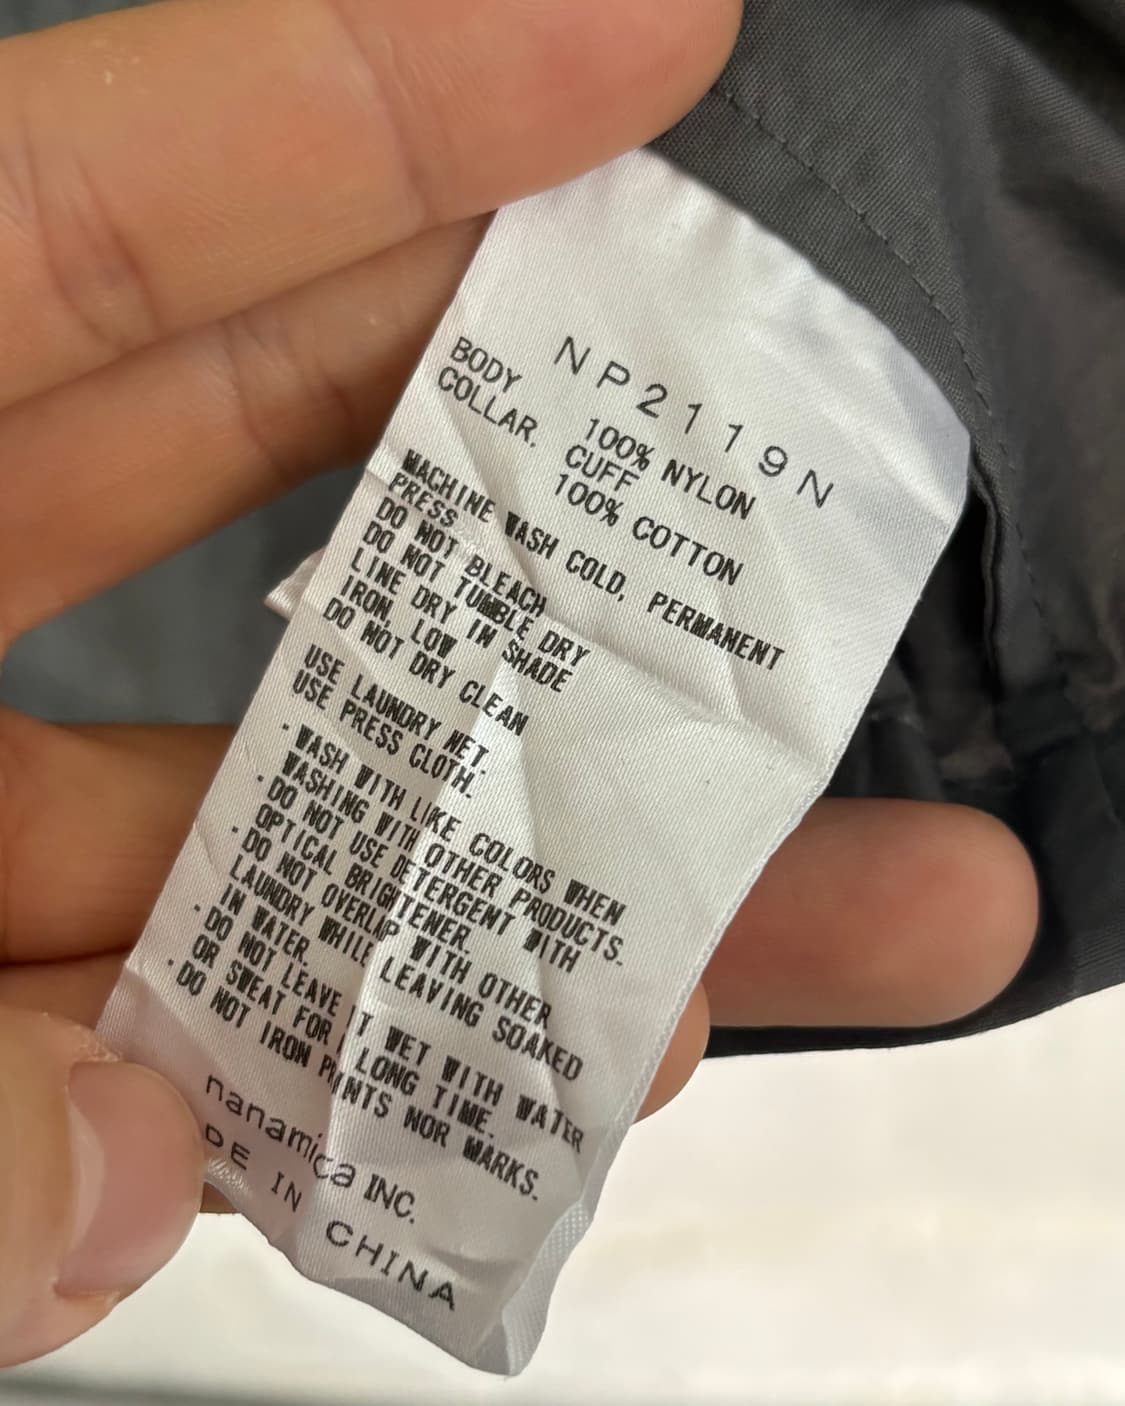 NP2119N
BODY 100% NYLON
COLLAR. CUFF
100% COTTON
MACHINE WASH COLD, PERMANENT
PRESS
DO NOT BLEACH
DO NOT TUMBLE DRY
LINE DRY IN SHADE
IRON, LOW
DO NOT DRY CLEAN
USE LAUNDRY NET.
USE PRESS CLOTH.
・WASH WITH LIKE COLORS WHEN
WASHING WITH OTHER PRODUCTS.
・DO NOT USE DETERGENT WITH
OPTICAL BRIGHTENER.
・DO NOT OVERLAP WITH OTHER
LAUNDRY WHILE LEAVING SOAKED
IN WATER.
・DO NOT LEAVE IT WET WITH WATER
OR SWEAT FOR LONG TIME.
・DO NOT IRON PRINTS NOR MARKS.
nanamica INC.
DE IN CHINA